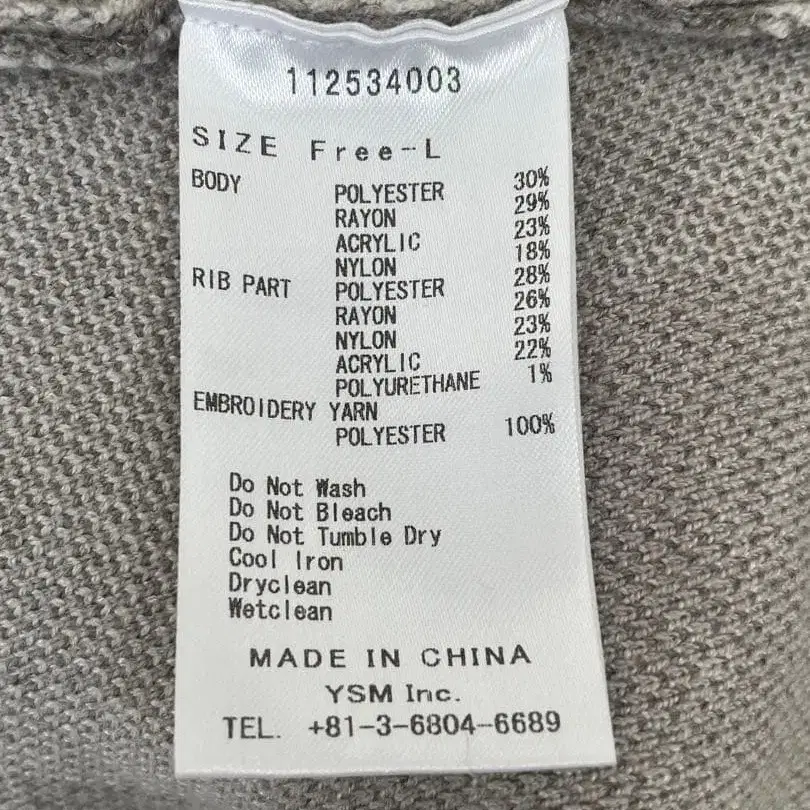 112534003
SIZE Free-L
BODY POLYESTER 30%
RAYON 29%
ACRYLIC 23%
NYLON 18%
RIB PART POLYESTER 28%
RAYON 26%
NYLON 23%
ACRYLIC 22%
POLYURETHANE 1%
EMBROIDERY YARN
POLYESTER 100%
Do Not Wash
Do Not Bleach
Do Not Tumble Dry
Cool Iron
Dryclean
Wetclean
MADE IN CHINA
YSM Inc.
TEL. +81-3-6804-6689